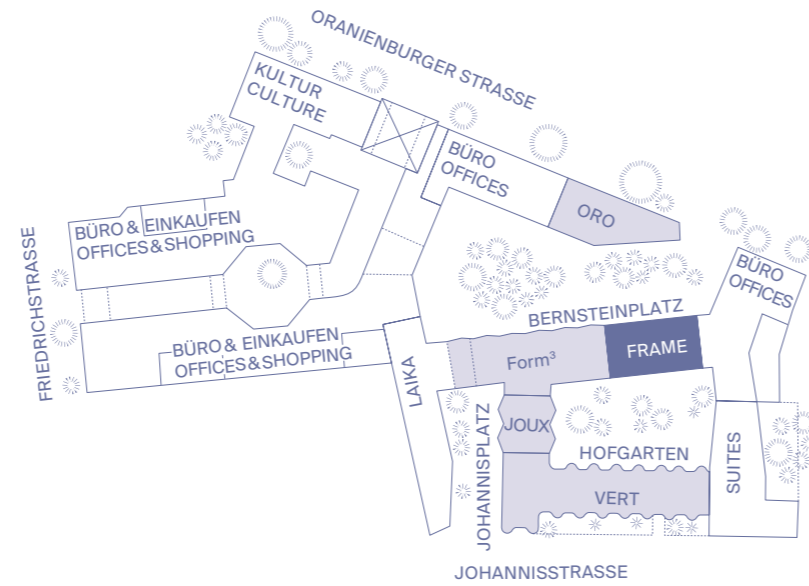 ORANIENBURGER STRASSE
KULTUR
CULTURE
BÜRO
OFFICES
ORO
BÜRO & EINKAUFEN
OFFICES & SHOPPING
FRIEDRICHSTRASSE
BÜRO
OFFICES
BERNSTEINPLATZ
BÜRO & EINKAUFEN
OFFICES & SHOPPING
LAIKA
Form³
FRAME
JOUX
JOHANNISPLATZ
HOFGARTEN
SUITES
VERT
JOHANNISSTRASSE